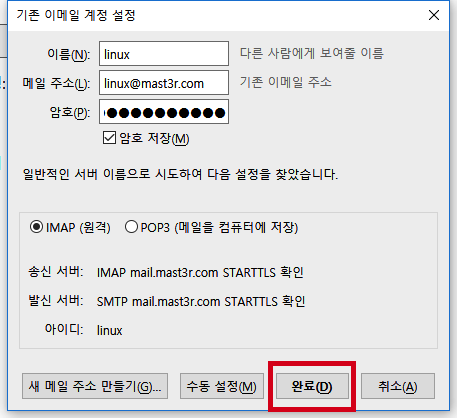 기존 이메일 계정 설정
이름(N): linux 다른 사람에게 보여줄 이름
메일 주소(L): linux@mast3r.com 기존 이메일 주소
암호(P): ●●●●●●●●●●
암호 저장(M)
일반적인 서버 이름으로 시도하여 다음 설정을 찾았습니다.
IMAP (원격) POP3 (메일을 컴퓨터에 저장)
송신 서버: IMAP mail.mast3r.com STARTTLS 확인
발신 서버: SMTP mail.mast3r.com STARTTLS 확인
아이디: linux
새 메일 주소 만들기(G)... 수동 설정(M) 완료(D) 취소(A)